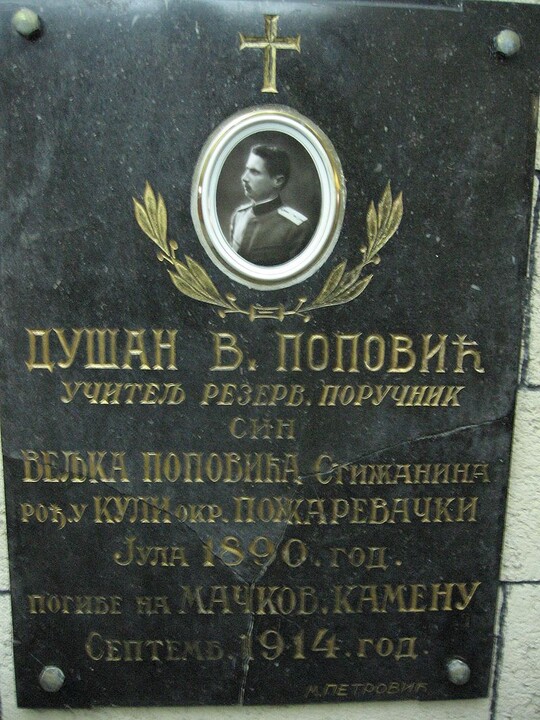 ДУШАН В. ПОПОВИЋ
УЧИТЕЉ РЕЗЕРВ. ПОРУЧНИК
СИН
ВЕЉКА ПОПОВИЋА СТИЖАНИНА
РОЂ. У КУЛИ ОКР. ПОЖАРЕВАЧКИ
ЈУЛА 1890. ГОД.
ПОГИБЕ НА МАЧКОВ. КАМЕНУ
СЕПТЕМБ. 1914. ГОД.
М. ПЕТРОВИЋ